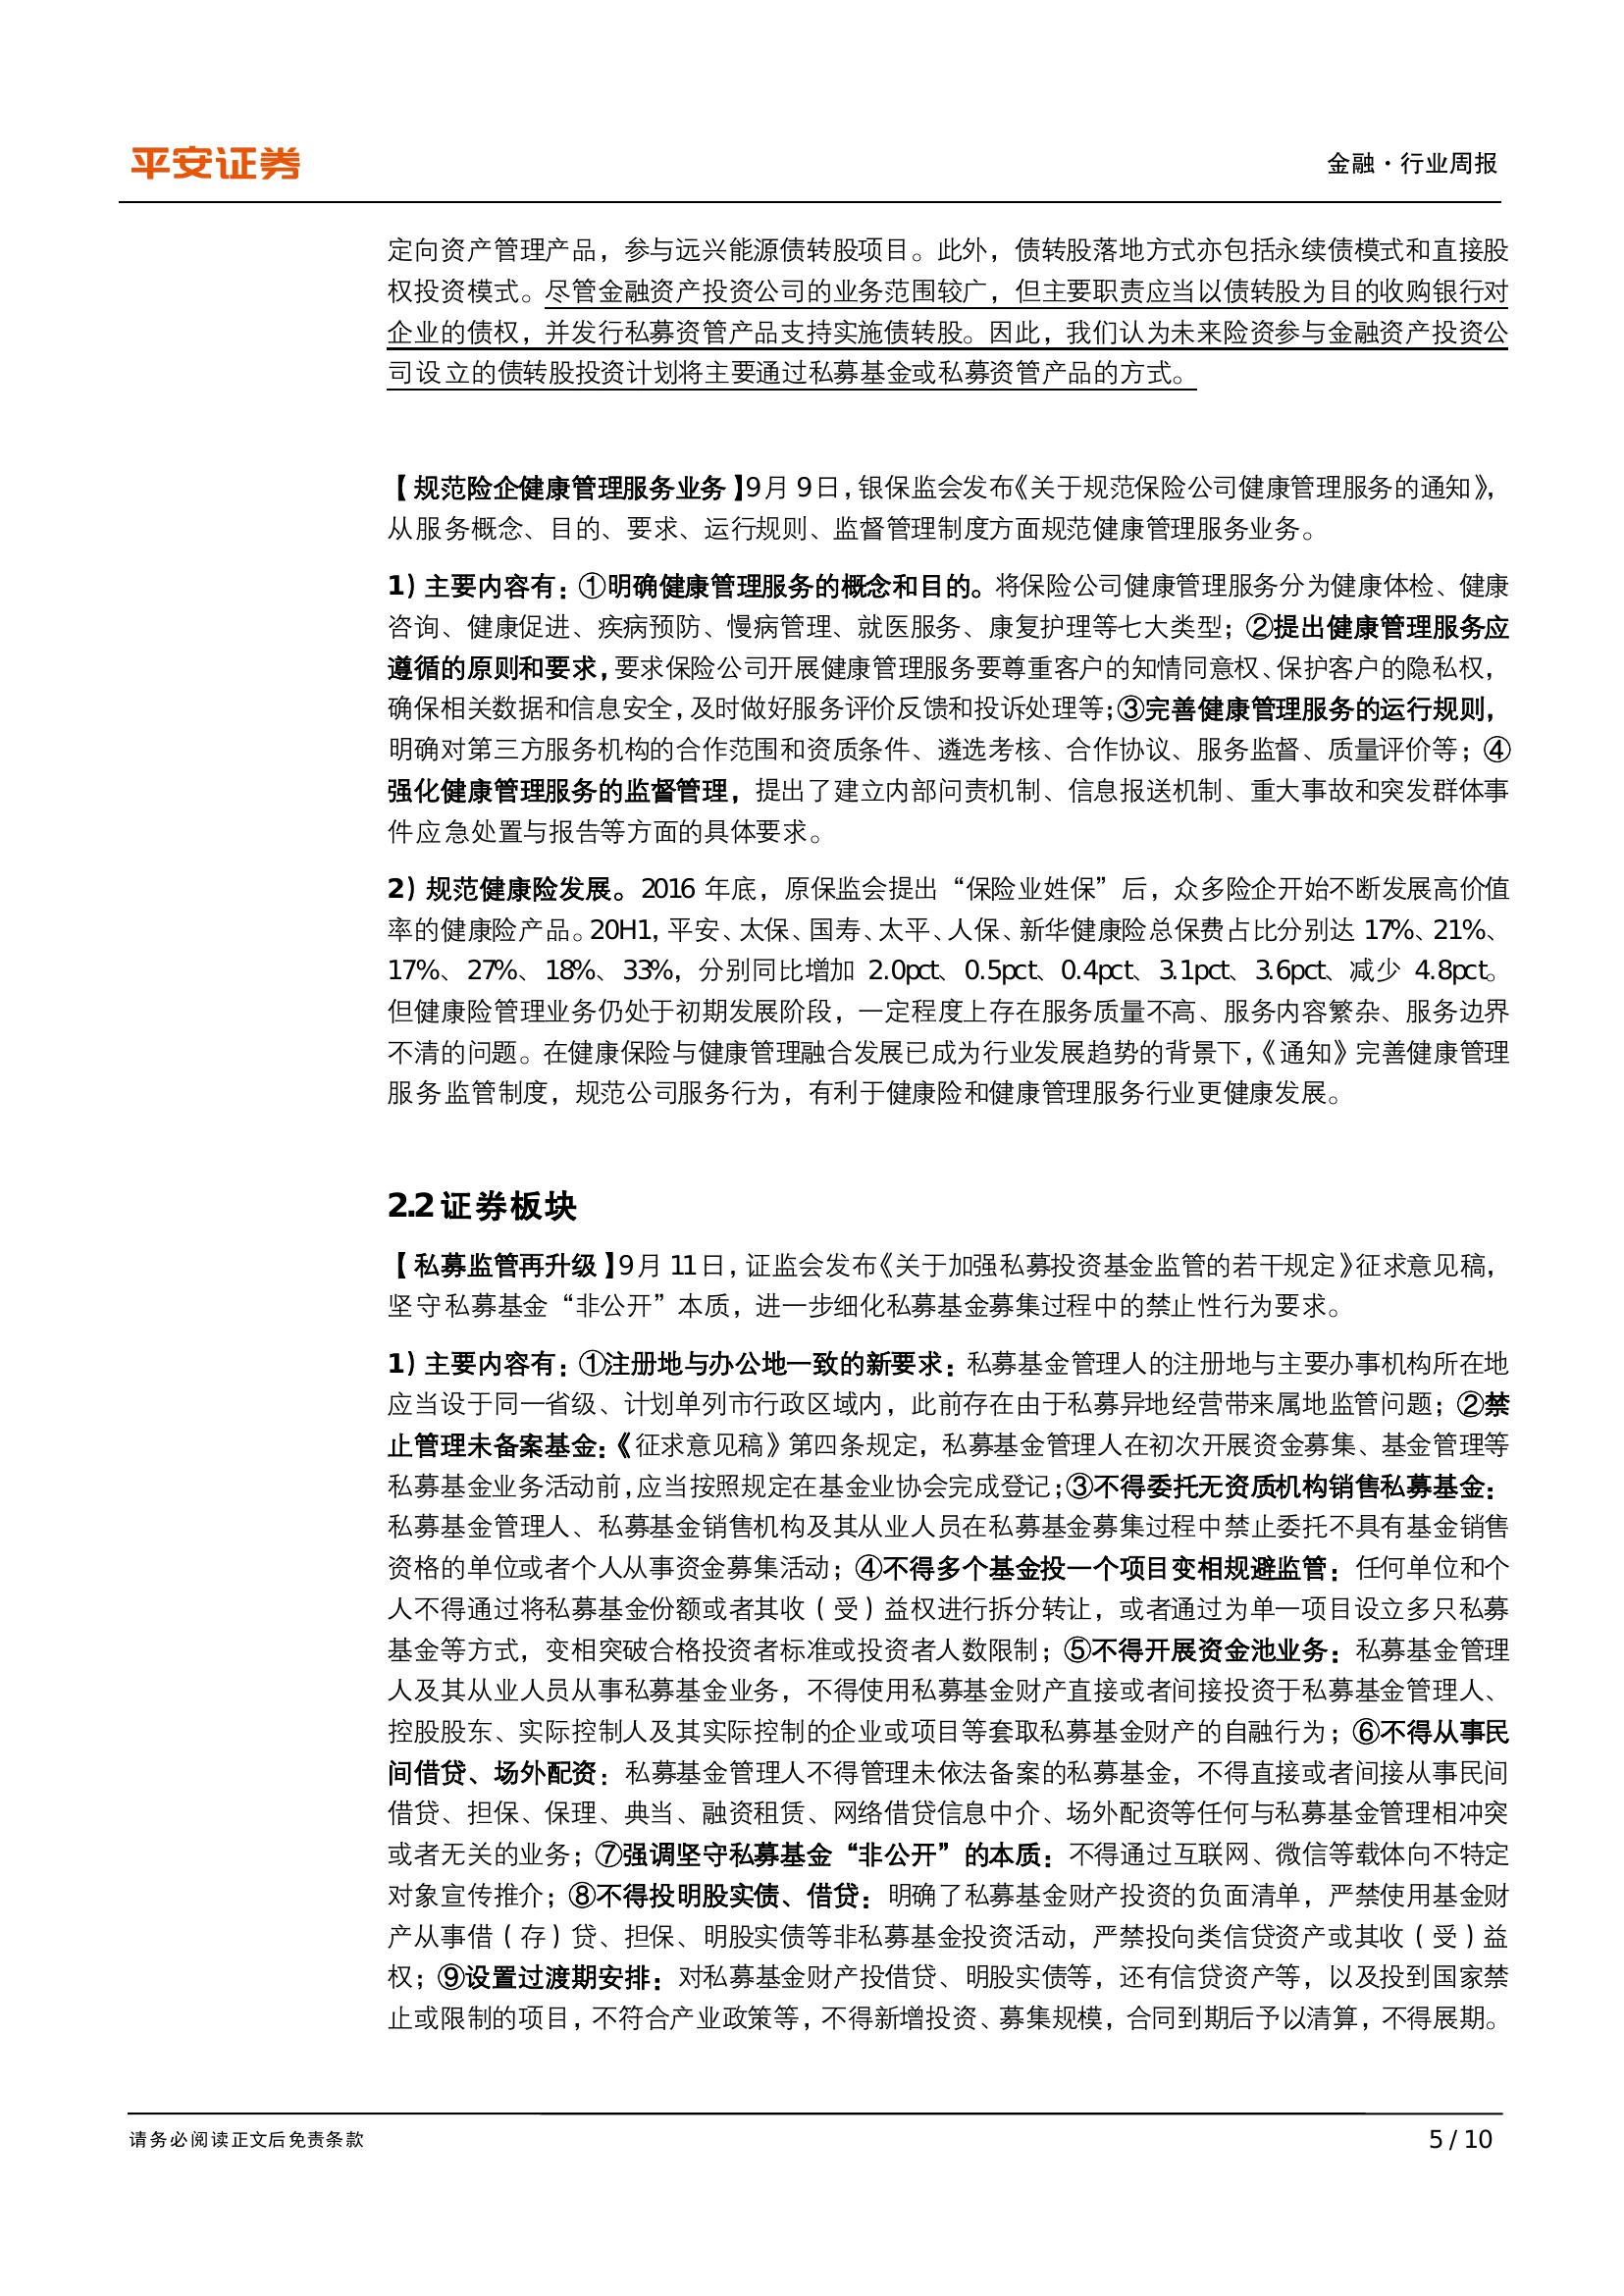 平安证券
金融·行业周报
定向资产管理产品，参与远兴能源债转股项目。此外，债转股落地方式亦包括永续债模式和直接股
权投资模式。尽管金融资产投资公司的业务范围较广，但主要职责应当以债转股为目的收购银行对
企业的债权，并发行私募资管产品支持实施债转股。因此，我们认为未来险资参与金融资产投资公
司设立的债转股投资计划将主要通过私募基金或私募资管产品的方式。
【规范险企健康管理服务业务】9月 9日，银保监会发布《关于规范保险公司健康管理服务的通知》，
从服务概念、目的、要求、运行规则、监督管理制度方面规范健康管理服务业务。
1）主要内容有：①明确健康管理服务的概念和目的。将保险公司健康管理服务分为健康体检、健康
咨询、健康促进、疾病预防、慢病管理、就医服务、康复护理等七大类型；②提出健康管理服务应
遵循的原则和要求，要求保险公司开展健康管理服务要尊重客户的知情同意权、保护客户的隐私权，
确保相关数据和信息安全，及时做好服务评价反馈和投诉处理等；③完善健康管理服务的运行规则，
明确对第三方服务机构的合作范围和资质条件、遴选考核、合作协议、服务监督、质量评价等；④
强化健康管理服务的监督管理，提出了建立内部问责机制、信息报送机制、重大事故和突发群体事
件应急处置与报告等方面的具体要求。
2）规范健康险发展。2016 年底，原保监会提出“保险业姓保”后，众多险企开始不断发展高价值
率的健康险产品。20H1，平安、太保、国寿、太平、人保、新华健康险总保费占比分别达 17%、21%、
17%、27%、18%、33%，分别同比增加 2.0pct、0.5pct、0.4pct、3.1pct、3.6pct、减少 4.8pct。
但健康险管理业务仍处于初期发展阶段，一定程度上存在服务质量不高、服务内容繁杂、服务边界
不清的问题。在健康保险与健康管理融合发展已成为行业发展趋势的背景下，《通知》完善健康管理
服务监管制度，规范公司服务行为，有利于健康险和健康管理服务行业更健康发展。
2.2 证券板块
【私募监管再升级】9月 11日，证监会发布《关于加强私募投资基金监管的若干规定》征求意见稿，
坚守私募基金“非公开”本质，进一步细化私募基金募集过程中的禁止性行为要求。
1）主要内容有：①注册地与办公地一致的新要求：私募基金管理人的注册地与主要办事机构所在地
应当设于同一省级、计划单列市行政区域内，此前存在由于私募异地经营带来属地监管问题；②禁
止管理未备案基金：《征求意见稿》第四条规定，私募基金管理人在初次开展资金募集、基金管理等
私募基金业务活动前，应当按照规定在基金业协会完成登记；③不得委托无资质机构销售私募基金：
私募基金管理人、私募基金销售机构及其从业人员在私募基金募集过程中禁止委托不具有基金销售
资格的单位或者个人从事资金募集活动；④不得多个基金投一个项目变相规避监管：任何单位和个
人不得通过将私募基金份额或者其收（受）益权进行拆分转让，或者通过为单一项目设立多只私募
基金等方式，变相突破合格投资者标准或投资者人数限制；⑤不得开展资金池业务：私募基金管理
人及其从业人员从事私募基金业务，不得使用私募基金财产直接或者间接投资于私募基金管理人、
控股股东、实际控制人及其实际控制的企业或项目等套取私募基金财产的自融行为；⑥不得从事民
间借贷、场外配资：私募基金管理人不得管理未依法备案的私募基金，不得直接或者间接从事民间
借贷、担保、保理、典当、融资租赁、网络借贷信息中介、场外配资等任何与私募基金管理相冲突
或者无关的业务；⑦强调坚守私募基金“非公开”的本质：不得通过互联网、微信等载体向不特定
对象宣传推介；⑧不得投明股实债、借贷：明确了私募基金财产投资的负面清单，严禁使用基金财
产从事借（存）贷、担保、明股实债等非私募基金投资活动，严禁投向类信贷资产或其收（受）益
权；⑨设置过渡期安排：对私募基金财产投借贷、明股实债等，还有信贷资产等，以及投到国家禁
止或限制的项目，不符合产业政策等，不得新增投资、募集规模，合同到期后予以清算，不得展期。
请务必阅读正文后免责条款
5 / 10